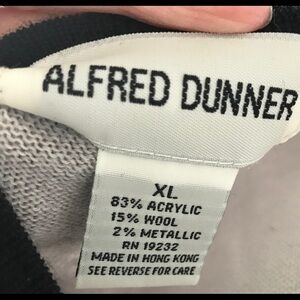 ALFRED DUNNER
XL
83% ACRYLIC
15% WOOL
2% METALLIC
RN 19232
MADE IN HONG KONG
SEE REVERSE FOR CARE